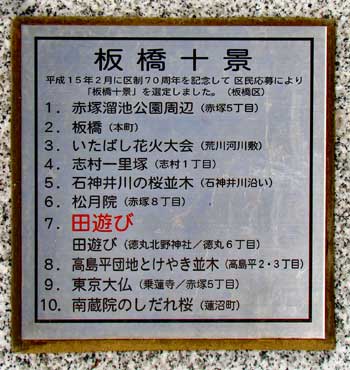 板橋十景
平成15年2月に区制70周年を記念して区民応募により
「板橋十景」を選定しました。(板橋区)
1. 赤塚溜池公園周辺(赤塚5丁目)
2. 板橋(本町)
3. いたばし花火大会(荒川河川敷)
4. 志村一里塚(志村1丁目)
5. 石神井川の桜並木(石神井川沿い)
6. 松月院(赤塚8丁目)
7. 田遊び
田遊び(徳丸北野神社/徳丸6丁目)
8. 高島平団地とけやき並木(高島平2・3丁目)
9. 東京大仏(乗蓮寺/赤塚5丁目)
10. 南蔵院のしだれ桜(蓮沼町)